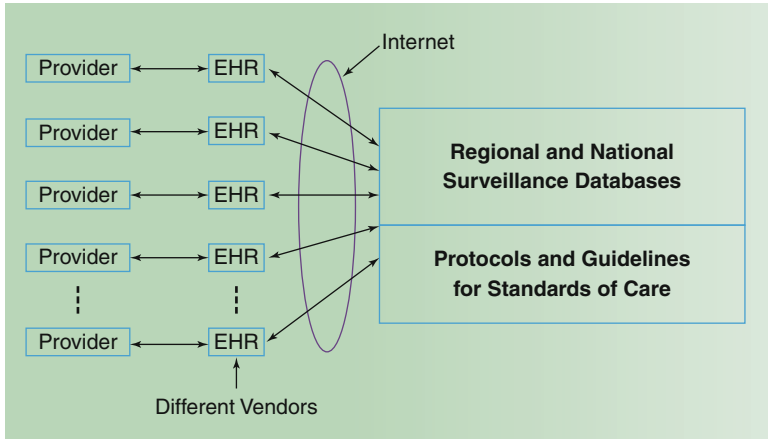 Internet
Provider EHR
Provider EHR
Regional and National
Surveillance Databases
Provider EHR
Provider EHR
Protocols and Guidelines
for Standards of Care
Provider EHR
Different Vendors